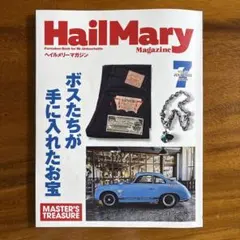 HailMary
Magazine
ヘイルメリーマガジン
7
ボスたちが
手に入れたお宝
MASTER'S
TREASURE